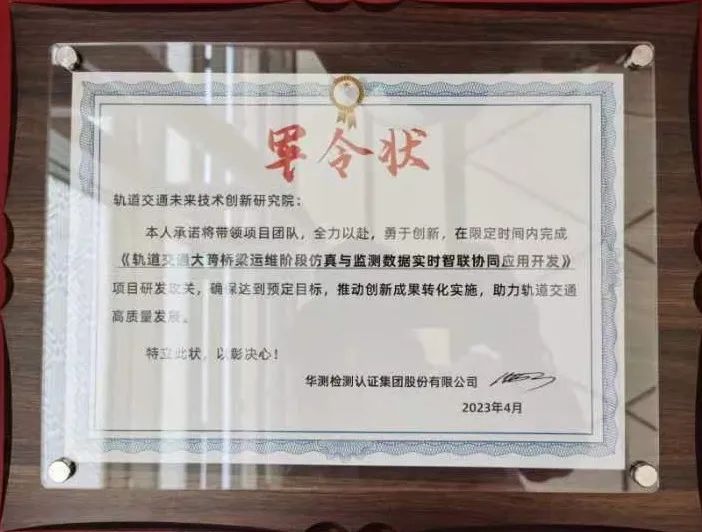 军令状
轨道交通未来技术创新研究院：
本人承诺将带领项目团队，全力以赴，勇于创新，在限定时间内完成
《轨道交通大跨桥梁运维阶段仿真与监测数据实时智联协同应用开发》
项目研发攻关，确保达到预定目标，推动创新成果转化实施，助力轨道交通
高质量发展。
特立此状，以彰决心！
华测检测认证集团股份有限公司
2023年4月